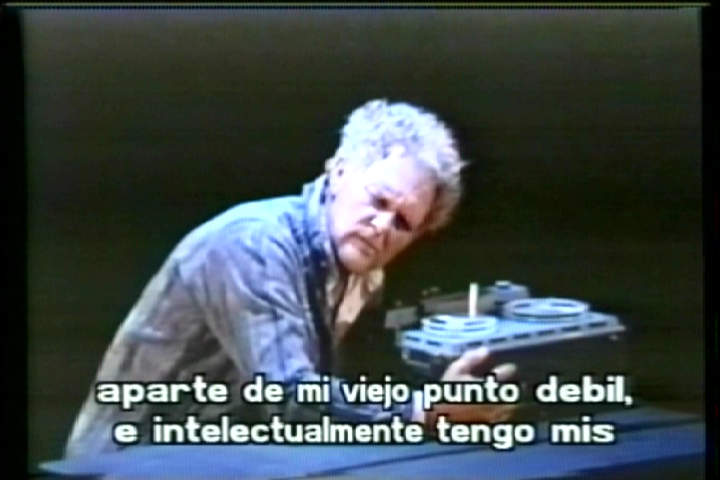 aparte de mi viejo punto debil,
e intelectualmente tengo mis